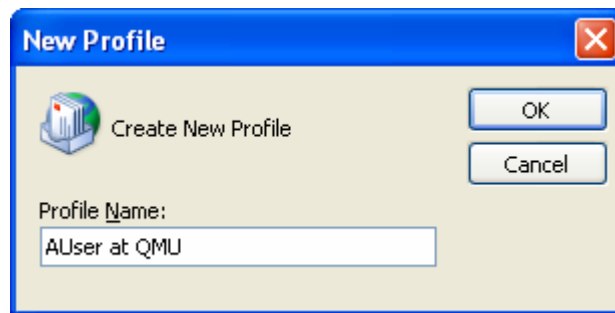 New Profile
Create New Profile
OK
Cancel
Profile Name:
AUser at QMU